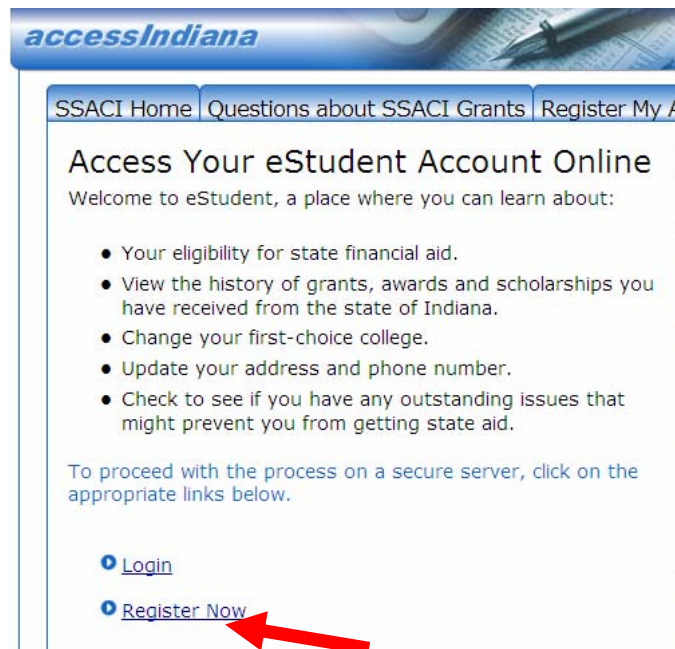 accessIndiana
SSACI Home Questions about SSACI Grants Register My
Access Your eStudent Account Online
Welcome to eStudent, a place where you can learn about:
● Your eligibility for state financial aid.
● View the history of grants, awards and scholarships you
have received from the state of Indiana.
● Change your first-choice college.
● Update your address and phone number.
● Check to see if you have any outstanding issues that
might prevent you from getting state aid.
To proceed with the process on a secure server, click on the
appropriate links below.
Login
Register Now